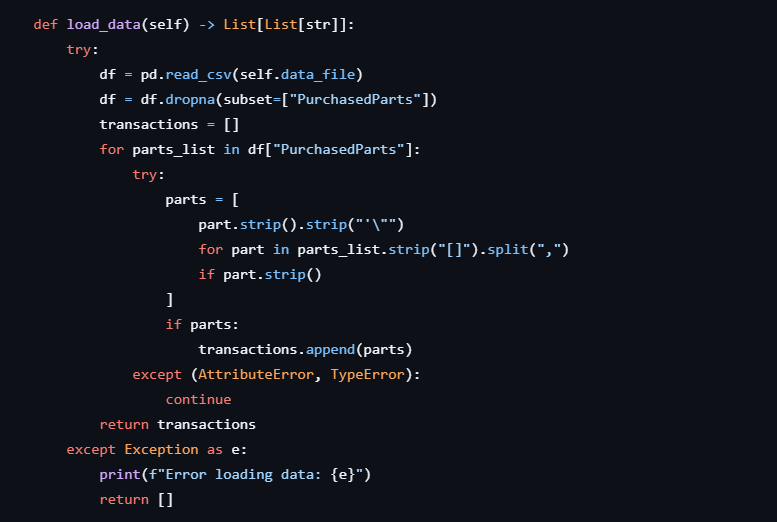 def load_data(self) -> List[List[str]]:
    try:
        df = pd.read_csv(self.data_file)
        df = df.dropna(subset=["PurchasedParts"])
        transactions = []
        for parts_list in df["PurchasedParts"]:
            try:
                parts = [
                    part.strip().strip("'\"")
                    for part in parts_list.strip("[]").split(",")
                    if part.strip()
                ]
                if parts:
                    transactions.append(parts)
            except (AttributeError, TypeError):
                continue
        return transactions
    except Exception as e:
        print(f"Error loading data: {e}")
        return []